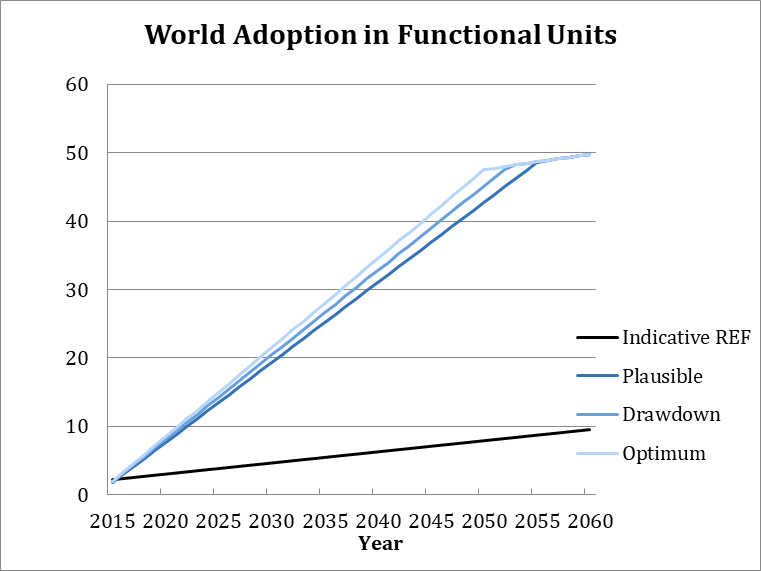 World Adoption in Functional Units
60
50
40
30
20
10
0
2015 2020 2025 2030 2035 2040 2045 2050 2055 2060
Year
Indicative REF
Plausible
Drawdown
Optimum